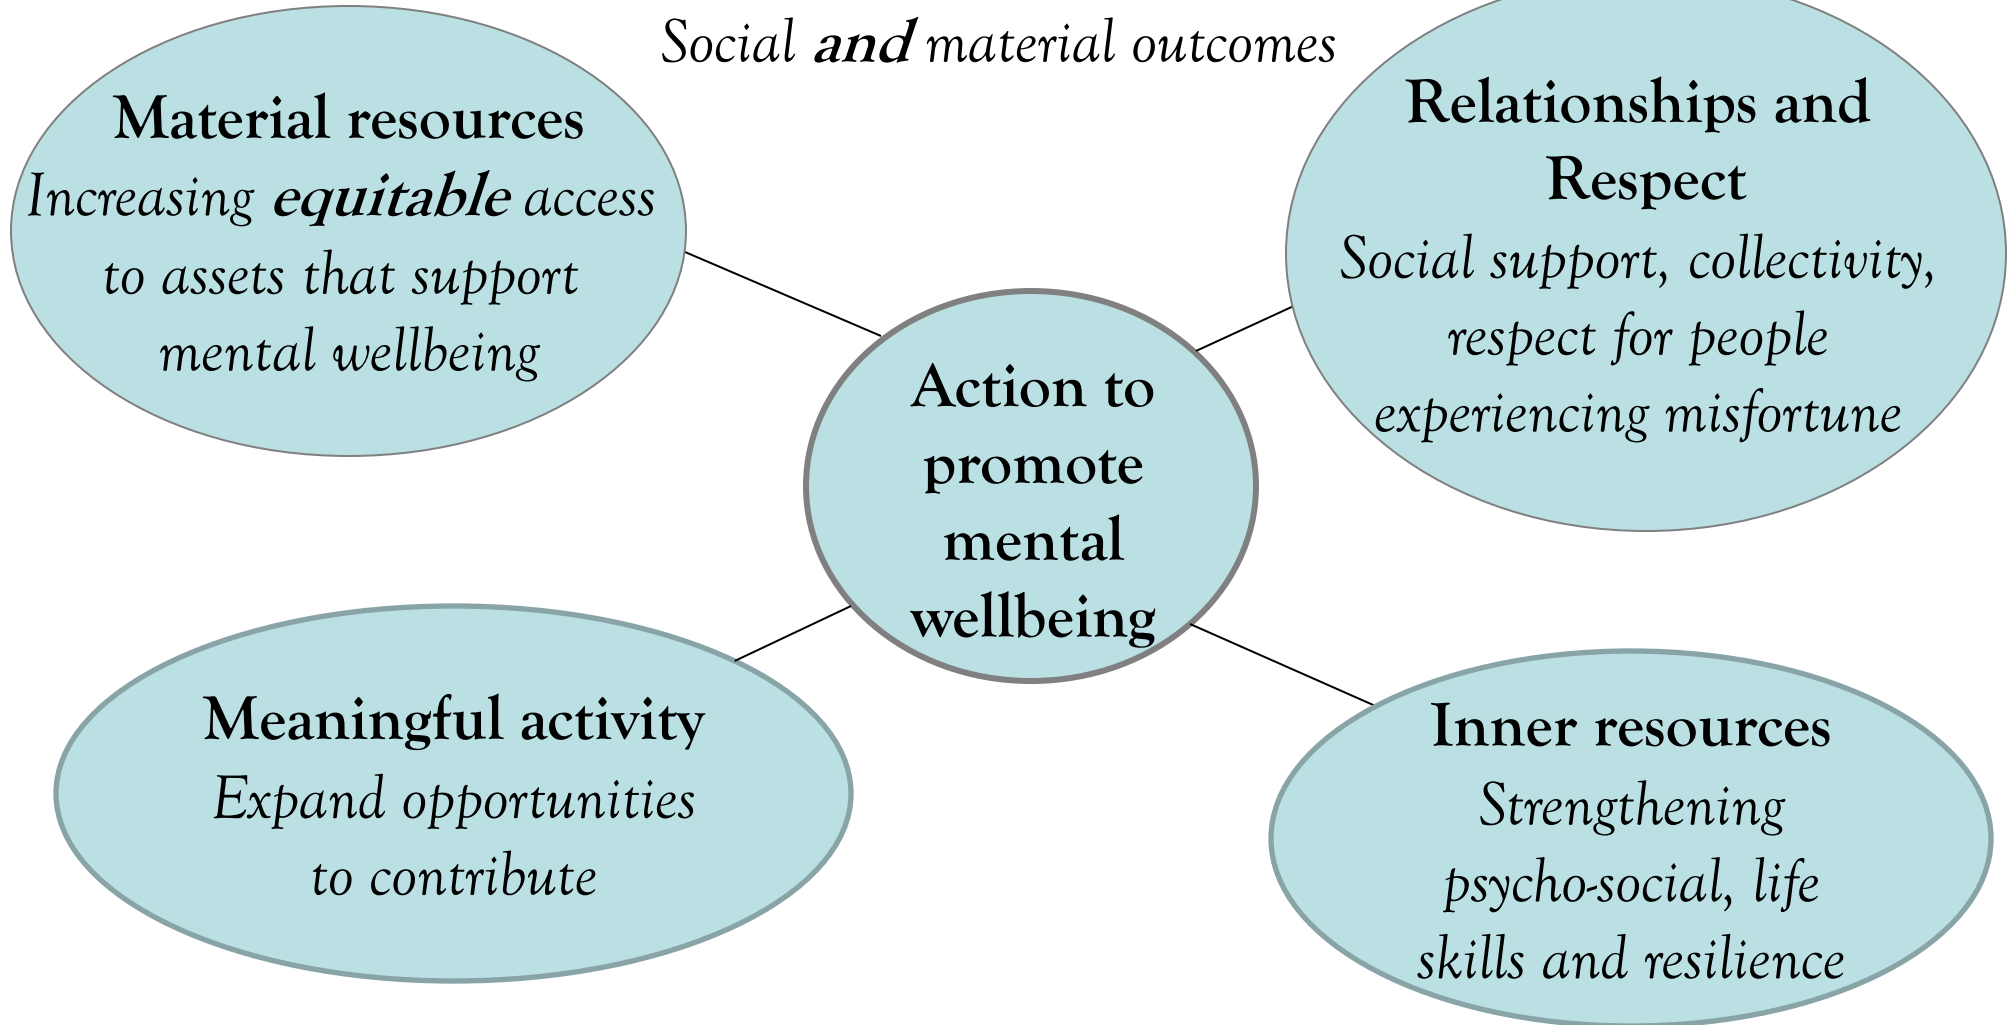 Social and material outcomes
Material resources
Increasing equitable access
to assets that support
mental wellbeing
Relationships and
Respect
Social support, collectivity,
respect for people
experiencing misfortune
Action to
promote
mental
wellbeing
Meaningful activity
Expand opportunities
to contribute
Inner resources
Strengthening
psycho-social, life
skills and resilience